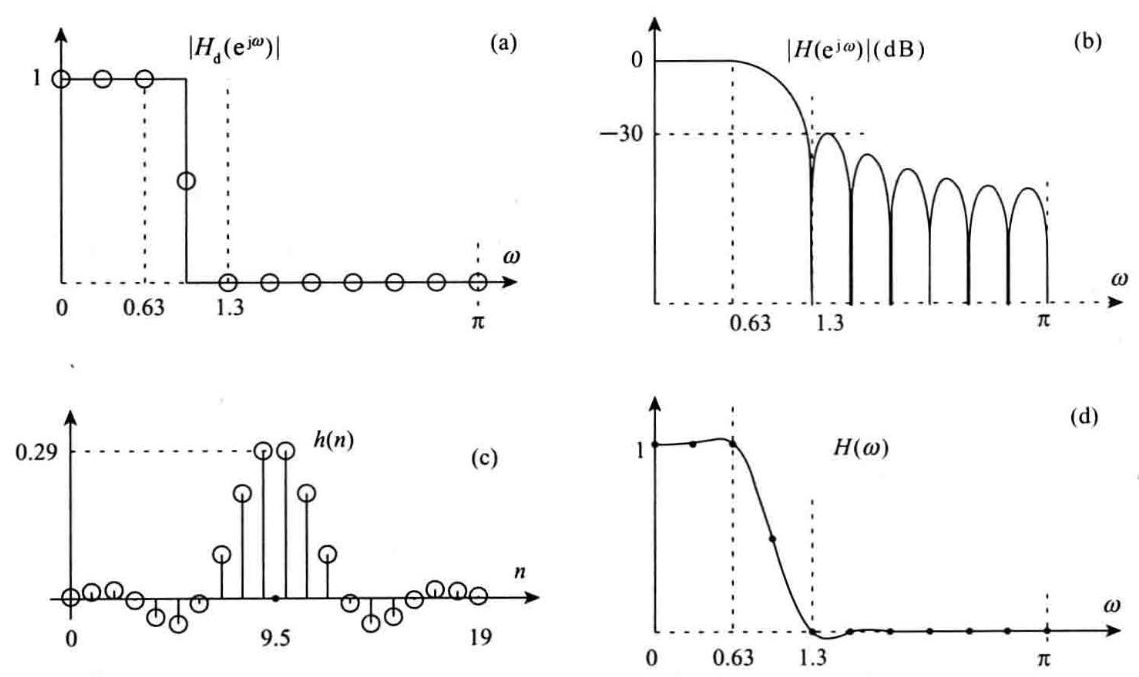 |H_d(e^{jω})|
(a)
1
ω
0
0.63
1.3
π
|H(e^{jω})|(dB)
(b)
0
−30
ω
0.63
1.3
π
0.29
h(n)
(c)
n
0
9.5
19
H(ω)
(d)
1
ω
0
0.63
1.3
π